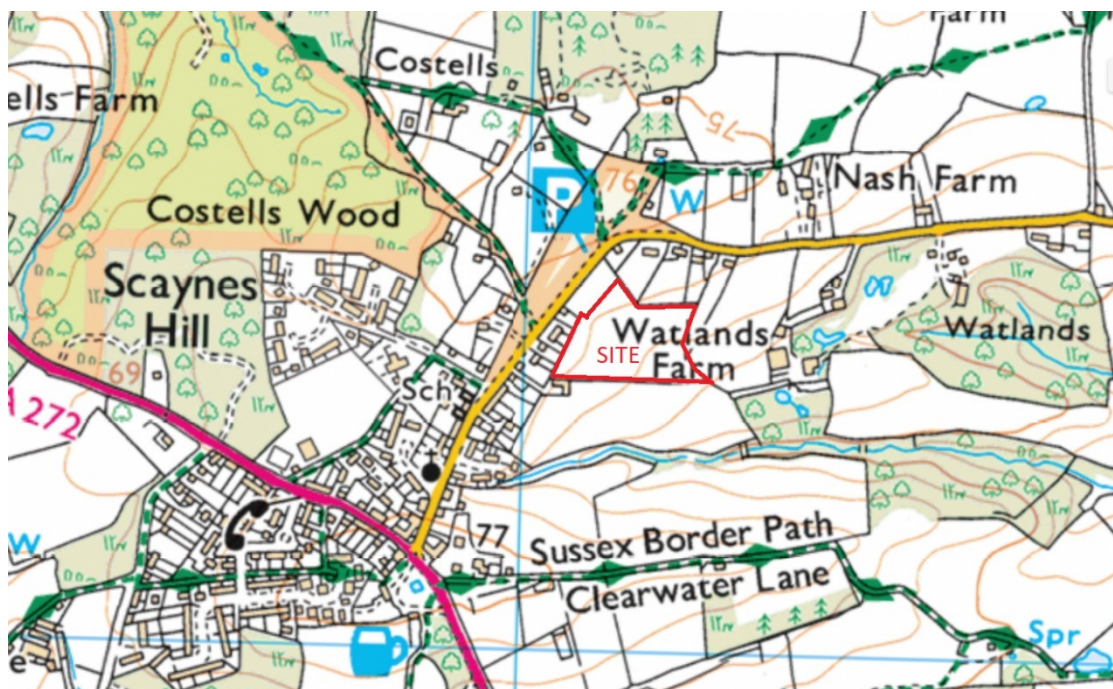 Farm
Costells
ells Farm
75
76
P
W
Nash Farm
Costells Wood
Scaynes
Hill
Watlands
Farm
SITE
Watlands
69
A 272
Sch
W
77
Sussex Border Path
Clearwater Lane
Spr
e